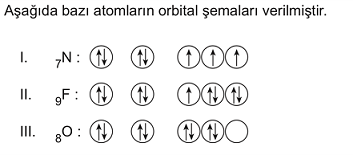 Aşağıda bazı atomların orbital şemaları verilmiştir.
I. ₇N : ⥮ ⥮ ↑ ↑ ↑
II. ₉F : ⥮ ⥮ ↑ ⥮ ⥮
III. ₈O : ⥮ ⥮ ⥮ ⥮